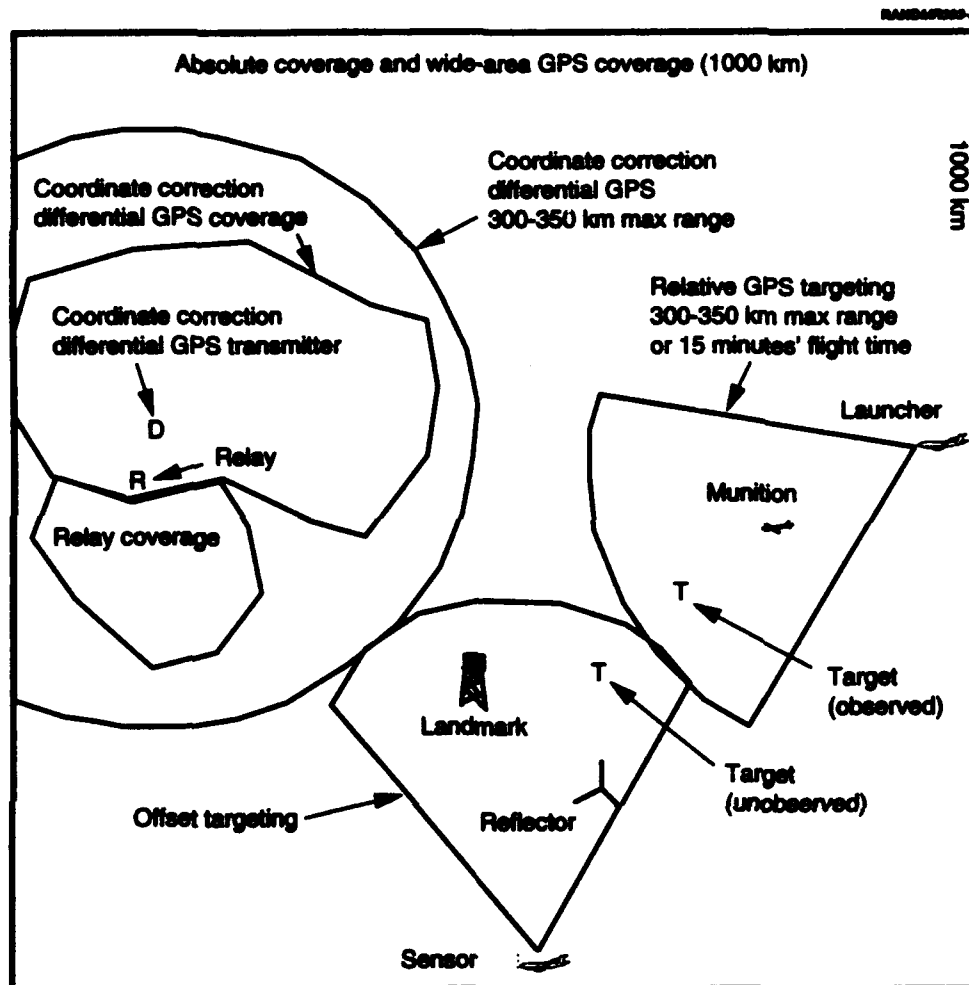 Absolute coverage and wide-area GPS coverage (1000 km)
1000 km
Coordinate correction
differential GPS coverage
Coordinate correction
differential GPS
300-350 km max range
Coordinate correction
differential GPS transmitter
D
R
Relay
Relay coverage
Relative GPS targeting
300-350 km max range
or 15 minutes' flight time
Launcher
Munition
T
Target
(observed)
T
Target
(unobserved)
Landmark
Reflector
Offset targeting
Sensor